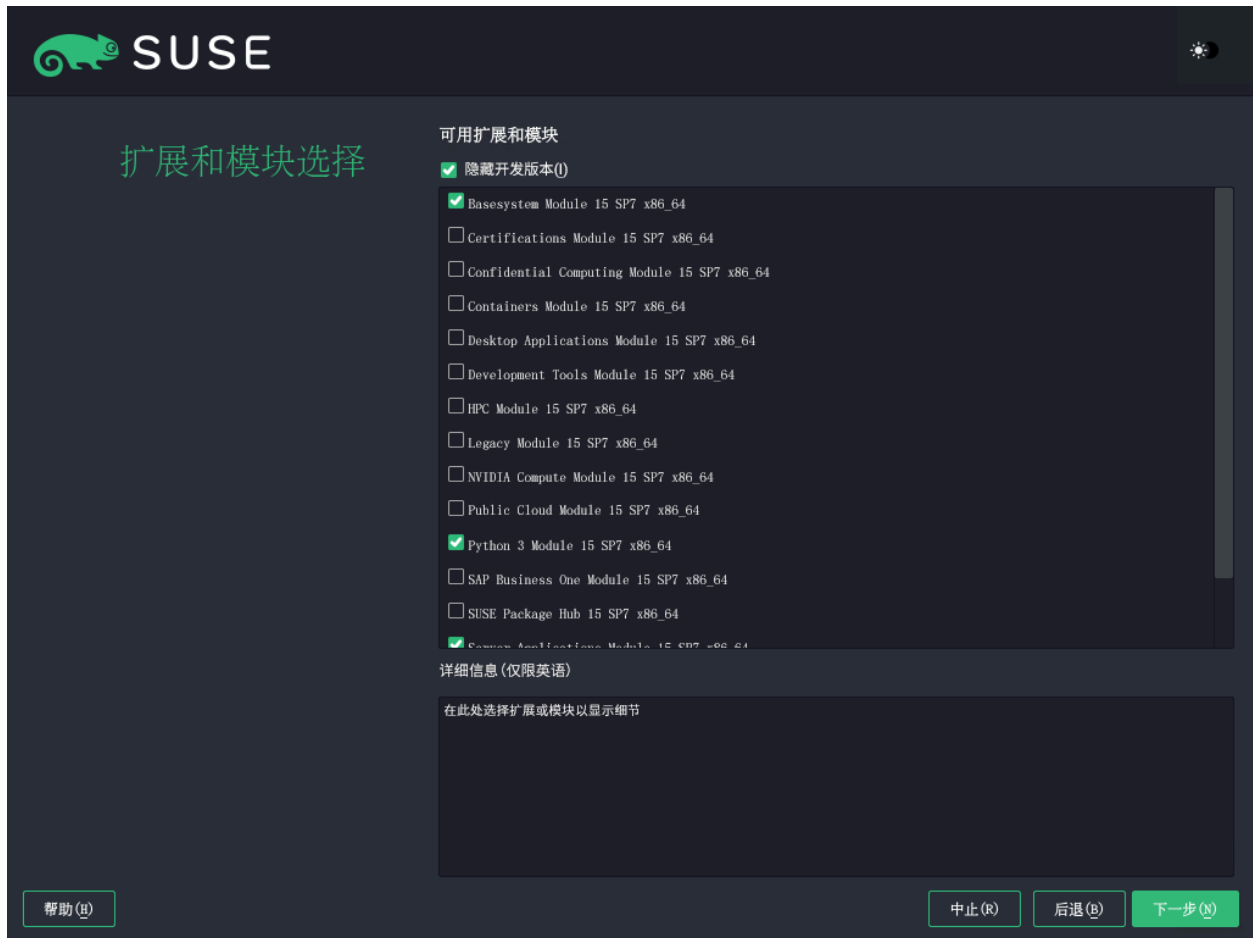 SUSE
扩展和模块选择
可用扩展和模块
隐藏开发版本(I)
Basesystem Module 15 SP7 x86_64
Certifications Module 15 SP7 x86_64
Confidential Computing Module 15 SP7 x86_64
Containers Module 15 SP7 x86_64
Desktop Applications Module 15 SP7 x86_64
Development Tools Module 15 SP7 x86_64
HPC Module 15 SP7 x86_64
Legacy Module 15 SP7 x86_64
NVIDIA Compute Module 15 SP7 x86_64
Public Cloud Module 15 SP7 x86_64
Python 3 Module 15 SP7 x86_64
SAP Business One Module 15 SP7 x86_64
SUSE Package Hub 15 SP7 x86_64
Server Applications Module 15 SP7 x86_64
详细信息(仅限英语)
在此处选择扩展或模块以显示细节
帮助(H) 中止(R) 后退(B) 下一步(N)